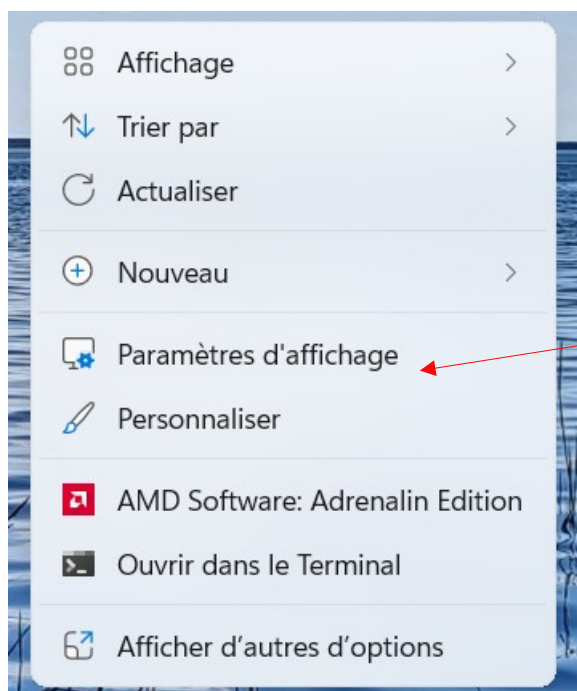 Affichage
Trier par
Actualiser
Nouveau
Paramètres d'affichage
Personnaliser
AMD Software: Adrenalin Edition
Ouvrir dans le Terminal
Afficher d’autres d’options